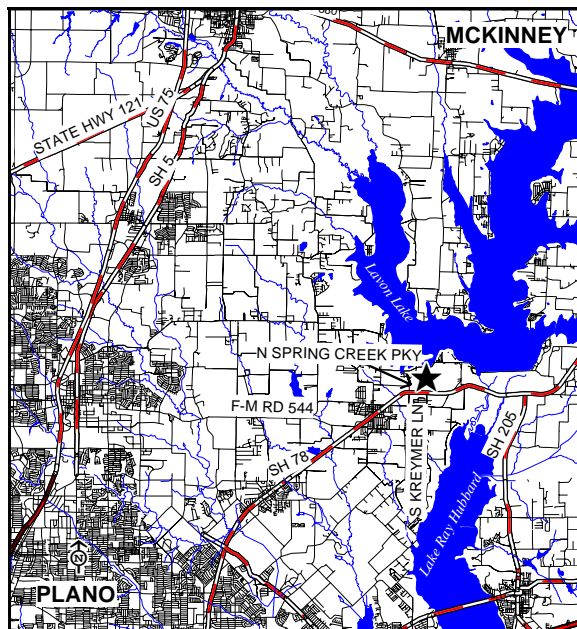 380
MCKINNEY
STATE HWY 121
US 75
SH 5
Lavon Lake
N SPRING CREEK PKY
F-M RD 544
S KREYMER LN
SH 205
SH 78
Lake Ray Hubbard
N
PLANO